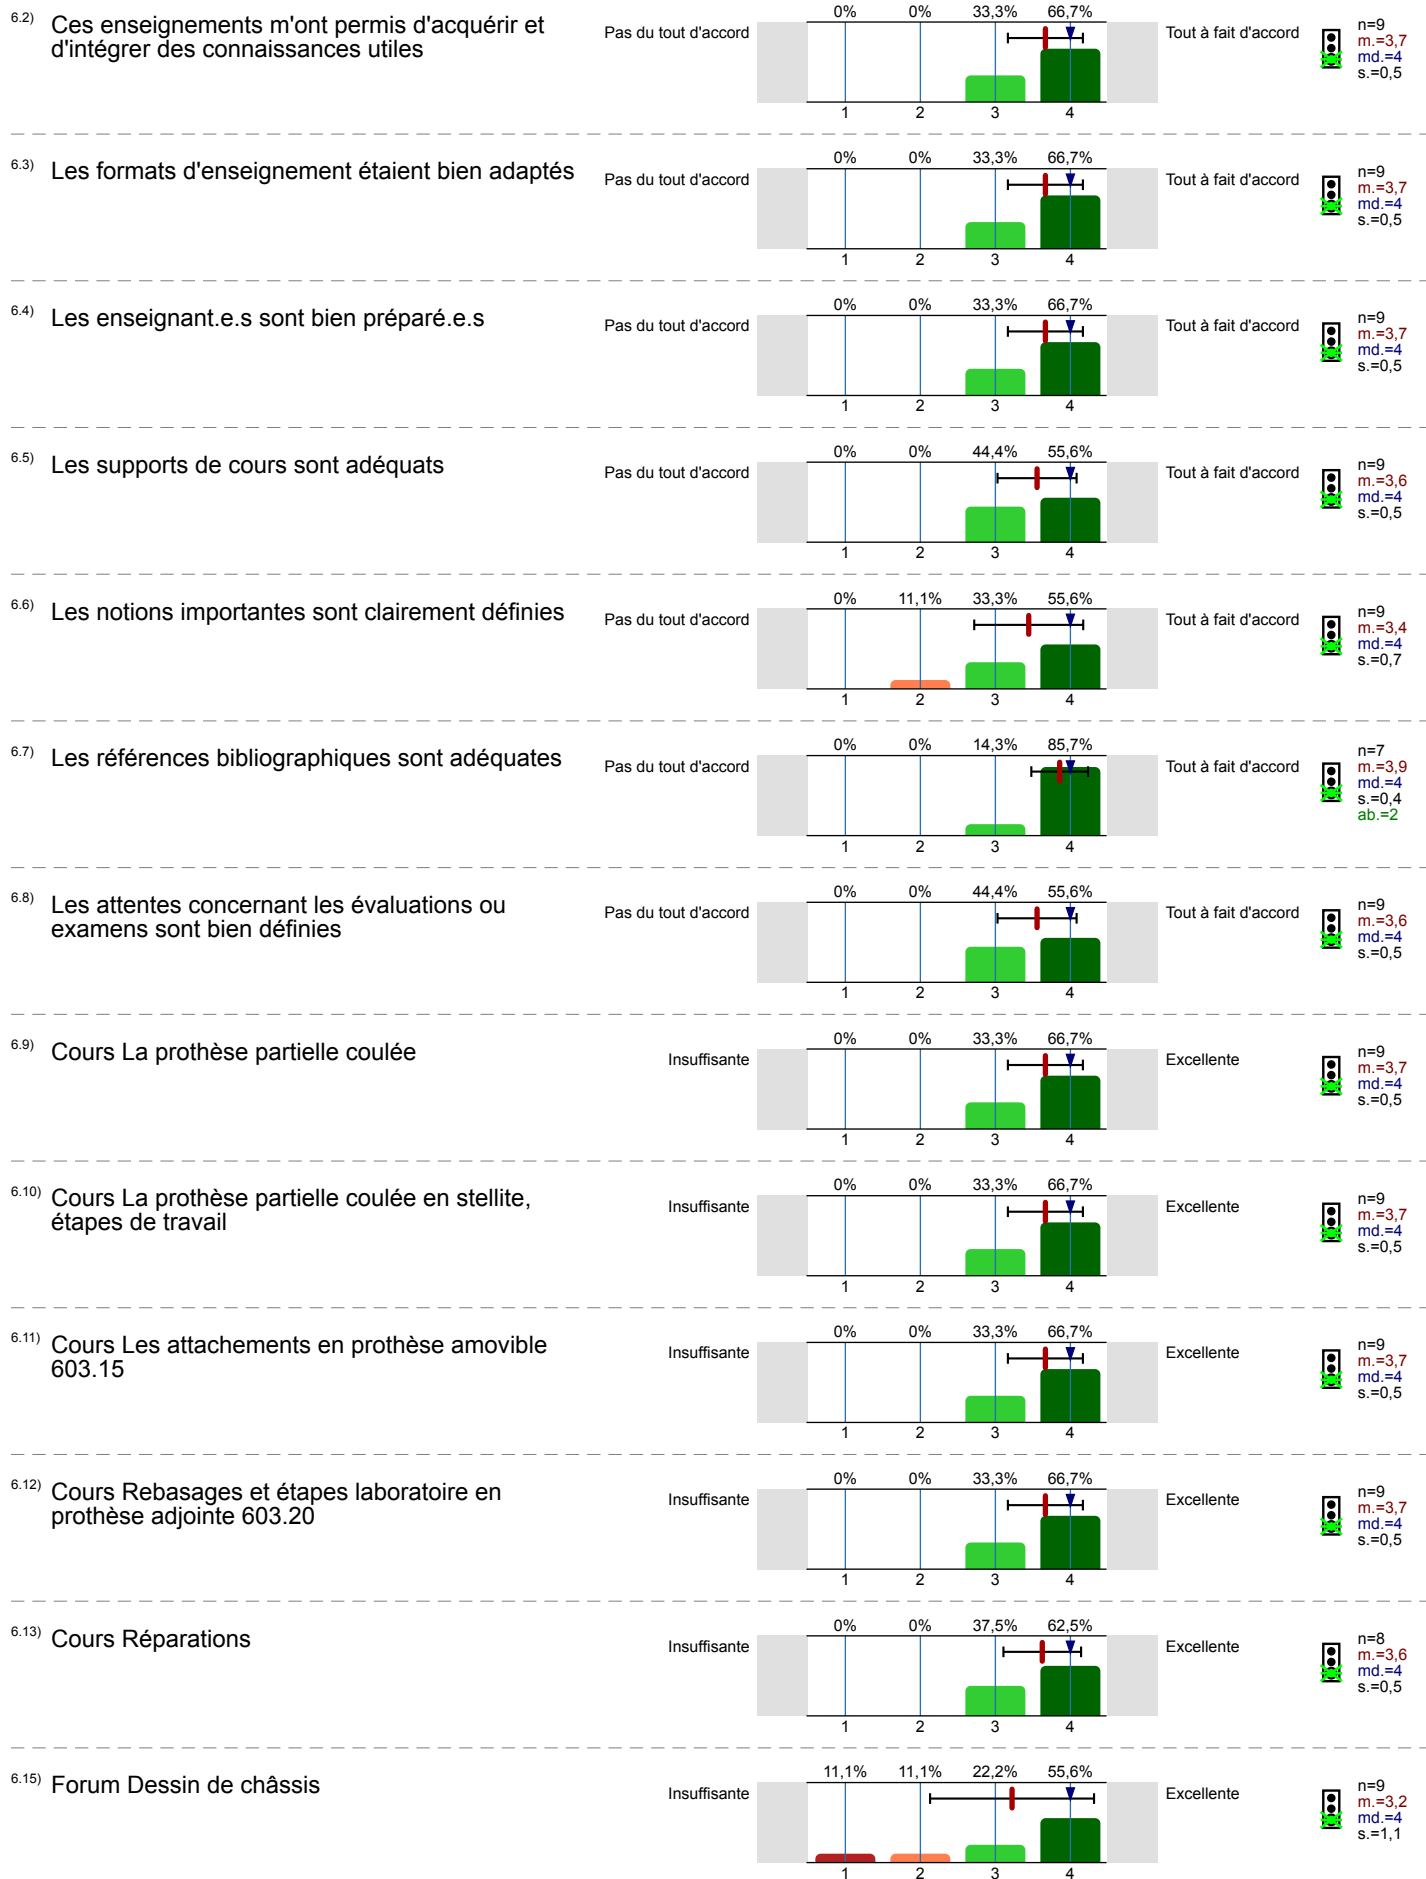 6.2) Ces enseignements m'ont permis d'acquérir et
d'intégrer des connaissances utiles
Pas du tout d'accord
0% 0% 33,3% 66,7%
1 2 3 4
Tout à fait d'accord
n=9
m.=3,7
md.=4
s.=0,5
6.3) Les formats d'enseignement étaient bien adaptés
Pas du tout d'accord
0% 0% 33,3% 66,7%
1 2 3 4
Tout à fait d'accord
n=9
m.=3,7
md.=4
s.=0,5
6.4) Les enseignant.e.s sont bien préparé.e.s
Pas du tout d'accord
0% 0% 33,3% 66,7%
1 2 3 4
Tout à fait d'accord
n=9
m.=3,7
md.=4
s.=0,5
6.5) Les supports de cours sont adéquats
Pas du tout d'accord
0% 0% 44,4% 55,6%
1 2 3 4
Tout à fait d'accord
n=9
m.=3,6
md.=4
s.=0,5
6.6) Les notions importantes sont clairement définies
Pas du tout d'accord
0% 11,1% 33,3% 55,6%
1 2 3 4
Tout à fait d'accord
n=9
m.=3,4
md.=4
s.=0,7
6.7) Les références bibliographiques sont adéquates
Pas du tout d'accord
0% 0% 14,3% 85,7%
1 2 3 4
Tout à fait d'accord
n=7
m.=3,9
md.=4
s.=0,4
ab.=2
6.8) Les attentes concernant les évaluations ou
examens sont bien définies
Pas du tout d'accord
0% 0% 44,4% 55,6%
1 2 3 4
Tout à fait d'accord
n=9
m.=3,6
md.=4
s.=0,5
6.9) Cours La prothèse partielle coulée
Insuffisante
0% 0% 33,3% 66,7%
1 2 3 4
Excellente
n=9
m.=3,7
md.=4
s.=0,5
6.10) Cours La prothèse partielle coulée en stellite,
étapes de travail
Insuffisante
0% 0% 33,3% 66,7%
1 2 3 4
Excellente
n=9
m.=3,7
md.=4
s.=0,5
6.11) Cours Les attachements en prothèse amovible
603.15
Insuffisante
0% 0% 33,3% 66,7%
1 2 3 4
Excellente
n=9
m.=3,7
md.=4
s.=0,5
6.12) Cours Rebasages et étapes laboratoire en
prothèse adjointe 603.20
Insuffisante
0% 0% 33,3% 66,7%
1 2 3 4
Excellente
n=9
m.=3,7
md.=4
s.=0,5
6.13) Cours Réparations
Insuffisante
0% 0% 37,5% 62,5%
1 2 3 4
Excellente
n=8
m.=3,6
md.=4
s.=0,5
6.15) Forum Dessin de châssis
Insuffisante
11,1% 11,1% 22,2% 55,6%
1 2 3 4
Excellente
n=9
m.=3,2
md.=4
s.=1,1